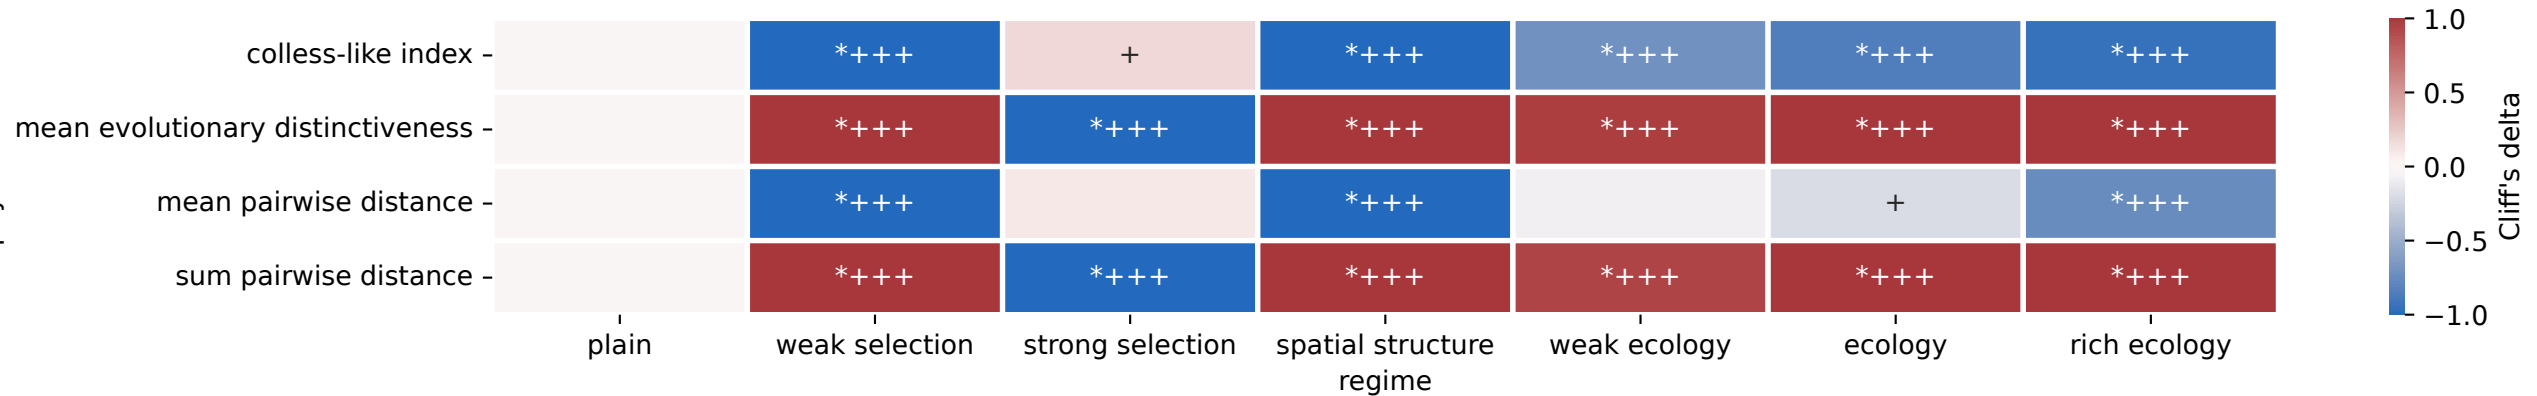 colless-like index *+++ + *+++ *+++ *+++ *+++ 1.0
0.5
mean evolutionary distinctiveness *+++ *+++ *+++ *+++ *+++ *+++
0.0
mean pairwise distance *+++ *+++ + *+++
−0.5
sum pairwise distance *+++ *+++ *+++ *+++ *+++ *+++
−1.0
Cliff's delta
plain weak selection strong selection spatial structure weak ecology ecology rich ecology
regime